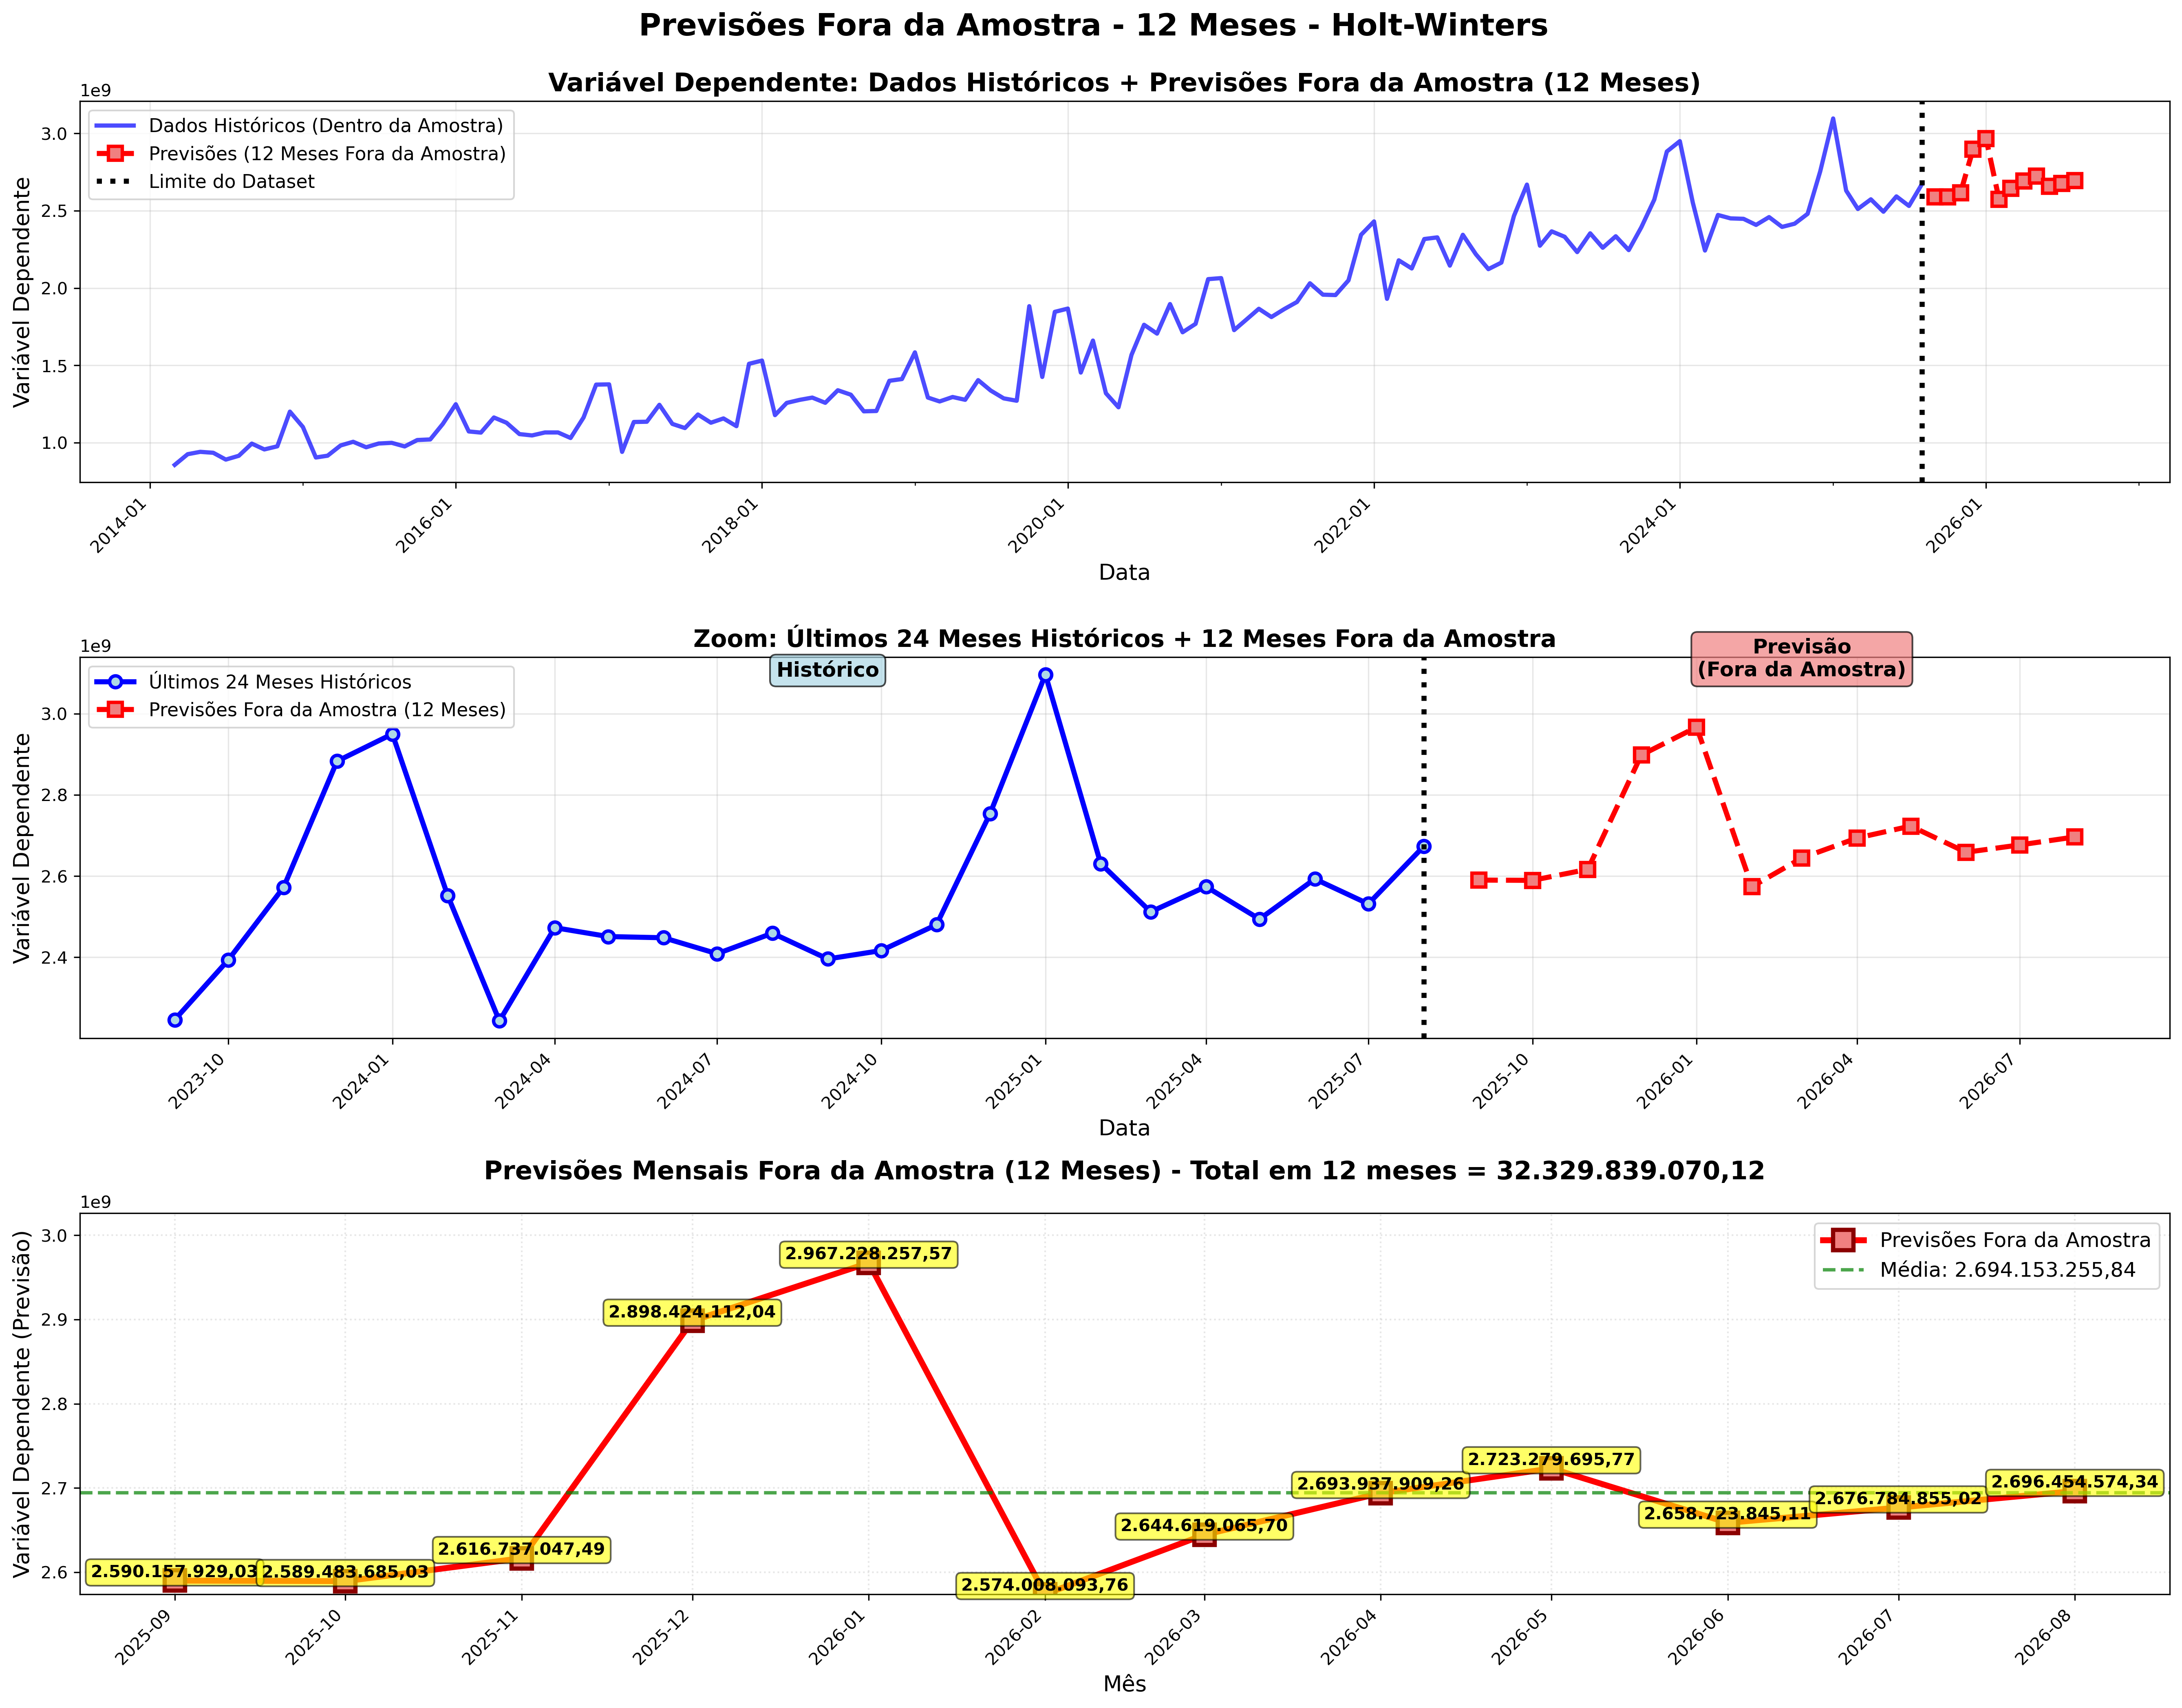 Previsões Fora da Amostra - 12 Meses - Holt-Winters
Variável Dependente: Dados Históricos + Previsões Fora da Amostra (12 Meses)
1e9
Dados Históricos (Dentro da Amostra)
Previsões (12 Meses Fora da Amostra)
Limite do Dataset
Variável Dependente
3.0
2.5
2.0
1.5
1.0
2014-01
2016-01
2018-01
2020-01
2022-01
2024-01
2026-01
Data
Zoom: Últimos 24 Meses Históricos + 12 Meses Fora da Amostra
1e9
Histórico
Previsão
(Fora da Amostra)
Últimos 24 Meses Históricos
Previsões Fora da Amostra (12 Meses)
Variável Dependente
3.0
2.8
2.6
2.4
2023-10
2024-01
2024-04
2024-07
2024-10
2025-01
2025-04
2025-07
2025-10
2026-01
2026-04
2026-07
Data
Previsões Mensais Fora da Amostra (12 Meses) - Total em 12 meses = 32.329.839.070,12
1e9
Previsões Fora da Amostra
Média: 2.694.153.255,84
Variável Dependente (Previsão)
3.0
2.9
2.8
2.7
2.6
2.590.157.929,03
2.589.483.685,03
2.616.737.047,49
2.898.424.112,04
2.967.228.257,57
2.574.008.093,76
2.644.619.065,70
2.693.937.909,26
2.723.279.695,77
2.658.723.845,11
2.676.784.855,02
2.696.454.574,34
2025-09
2025-10
2025-11
2025-12
2026-01
2026-02
2026-03
2026-04
2026-05
2026-06
2026-07
2026-08
Mês